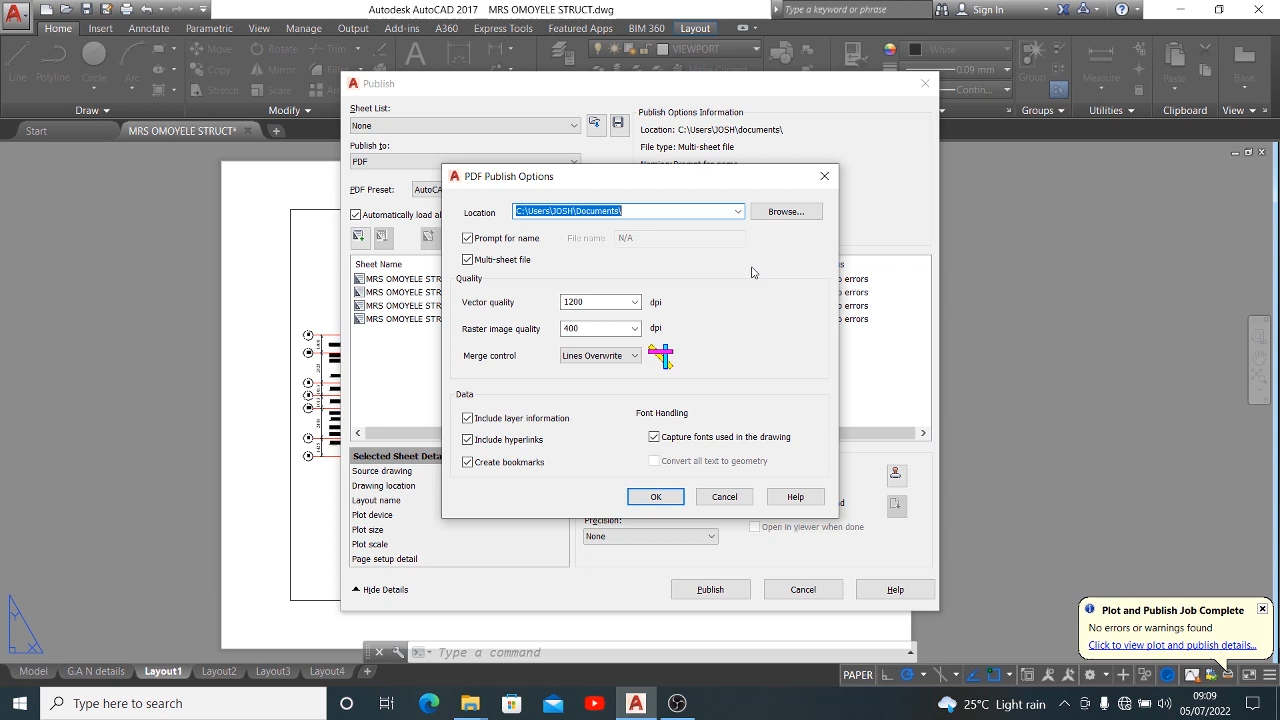 Autodesk AutoCAD 2017 MRS OMOYELE STRUCT.dwg
Type a keyword or phrase
Sign In
Home Insert Annotate Parametric View Manage Output Add-ins A360 Express Tools Featured Apps BIM 360 Layout
Line Polyline Circle Arc
Move Rotate Trim
Copy Mirror
Stretch Scale
VIEWPORT
Make Current
White
0.09 mm
Contin...
Group
Measure
Paste
Base
Draw Modify Groups Utilities Clipboard View
Start MRS OMOYELE STRUCT*
Publish
Sheet List:
None
Publish to:
PDF
PDF Preset:
Automatically load al
Publish Options Information
Location: C:\Users\JOSH\documents\
File type: Multi-sheet file
PDF Publish Options
Location C:\Users\JOSH\Documents\ Browse...
Prompt for name File name N/A
Multi-sheet file
Quality
Vector quality 1200 dpi
Raster image quality 400 dpi
Merge control Lines Overwrite
Data
Include layer information
Include hyperlinks
Create bookmarks
Font Handling
Capture fonts used in the drawing
Convert all text to geometry
OK Cancel Help
Sheet Name
MRS OMOYELE STR
MRS OMOYELE STR
MRS OMOYELE STR
MRS OMOYELE STR
o errors
o errors
o errors
o errors
Selected Sheet Deta
Source drawing
Drawing location
Layout name
Plot device
Plot size
Plot scale
Page setup detail
Precision:
None
Open in viewer when done
Hide Details
Publish Cancel Help
Plot and Publish Job Complete
No errors or warnings found
Click to view plot and publish details...
Type a command
Model G.A.N details Layout1 Layout2 Layout3 Layout4
PAPER
Type here to search
25°C Light rain
09:09
05/07/2022